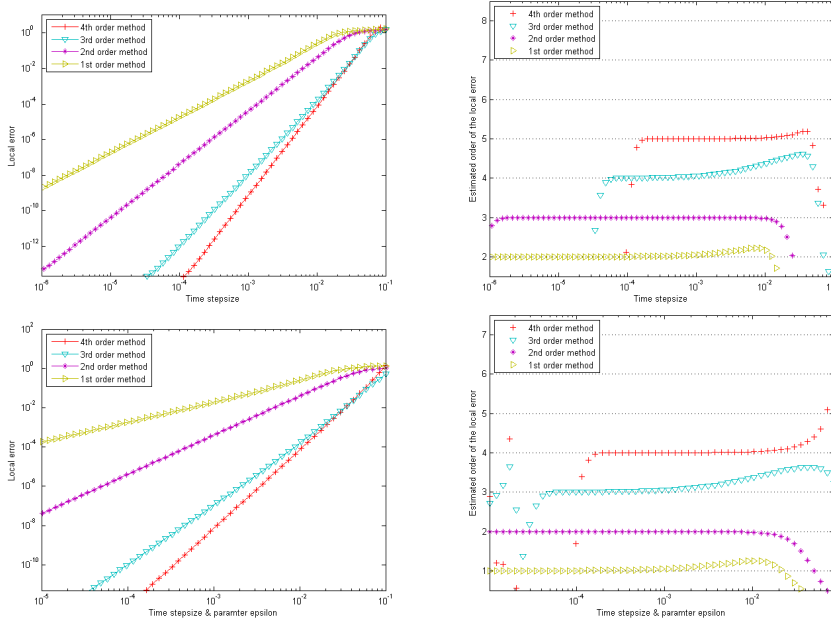 4th order method
3rd order method
2nd order method
1st order method
Local error
10^0
10^-2
10^-4
10^-6
10^-8
10^-10
10^-12
10^-6
10^-5
10^-4
10^-3
10^-2
10^-1
Time stepsize
4th order method
3rd order method
2nd order method
1st order method
Estimated order of the local error
8
7
6
5
4
3
2
10^-6
10^-5
10^-4
10^-3
10^-2
10
Time stepsize
4th order method
3rd order method
2nd order method
1st order method
Local error
10^2
10^0
10^-2
10^-4
10^-6
10^-8
10^-10
10^-5
10^-4
10^-3
10^-2
10^-1
Time stepsize & paramter epsilon
4th order method
3rd order method
2nd order method
1st order method
Estimated order of the local error
7
6
5
4
3
2
1
10^-4
10^-3
10^-2
10
Time stepsize & paramter epsilon